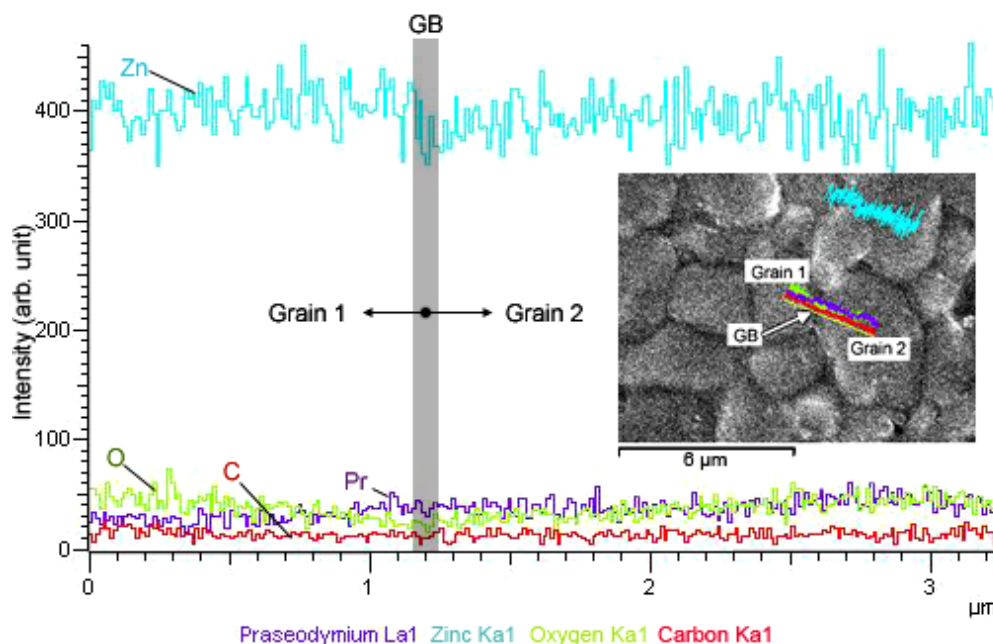 GB
Zn
400
300
200
100
0
Intensity (arb. unit)
Grain 1
Grain 2
O
C
Pr
Grain 1
GB
Grain 2
6 µm
0
1
2
3
µm
Praseodymium La1 Zinc Ka1 Oxygen Ka1 Carbon Ka1